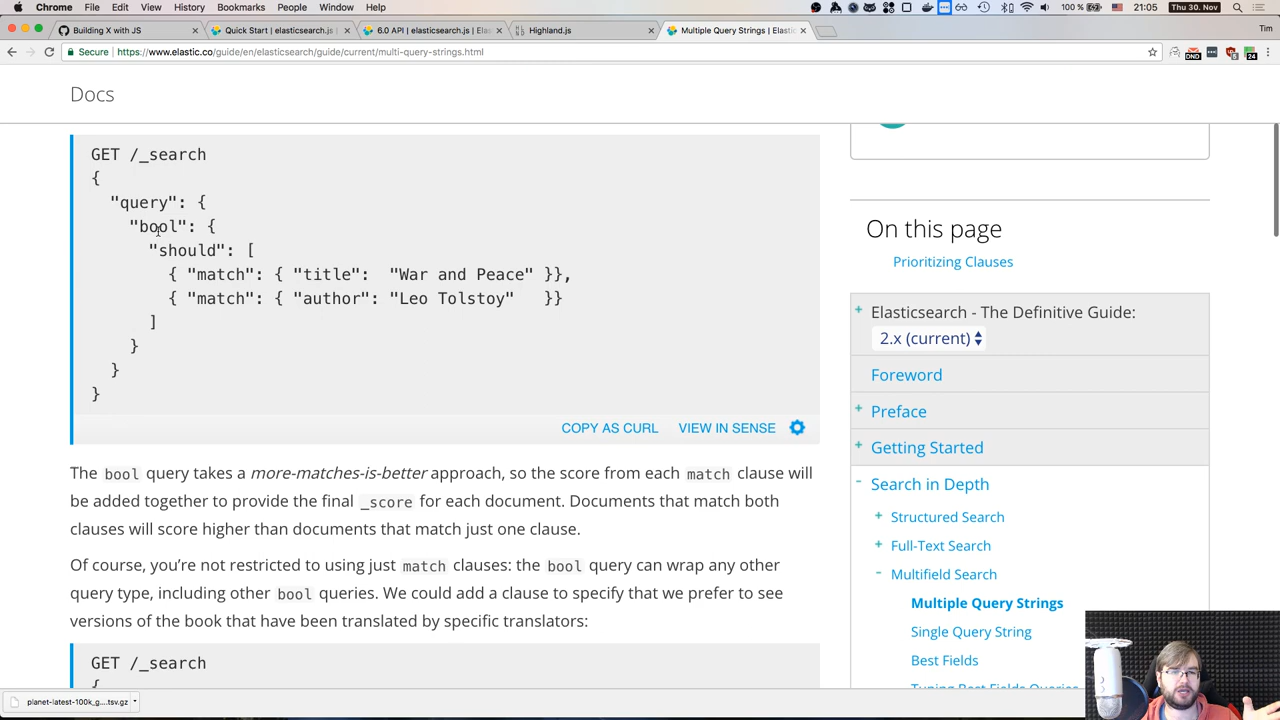 Chrome File Edit View History Bookmarks People Window Help 100 % 21:05 Thu 30. Nov
Building X with JS Quick Start | elasticsearch.js | 6.0 API | elasticsearch.js | Elas Highland.js Multiple Query Strings | Elastic Tim
Secure https://www.elastic.co/guide/en/elasticsearch/guide/current/multi-query-strings.html
Docs
GET /_search
{
"query": {
"bool": {
"should": [
{ "match": { "title": "War and Peace" }},
{ "match": { "author": "Leo Tolstoy" }}
]
}
}
}
COPY AS CURL VIEW IN SENSE
The bool query takes a more-matches-is-better approach, so the score from each match clause will
be added together to provide the final _score for each document. Documents that match both
clauses will score higher than documents that match just one clause.
Of course, you’re not restricted to using just match clauses: the bool query can wrap any other
query type, including other bool queries. We could add a clause to specify that we prefer to see
versions of the book that have been translated by specific translators:
GET /_search
{
On this page
Prioritizing Clauses
Elasticsearch - The Definitive Guide:
2.x (current)
Foreword
+ Preface
+ Getting Started
- Search in Depth
+ Structured Search
+ Full-Text Search
- Multifield Search
Multiple Query Strings
Single Query String
Best Fields
Tuning Best Fields Queries
planet-latest-100k_g....tsv.gz